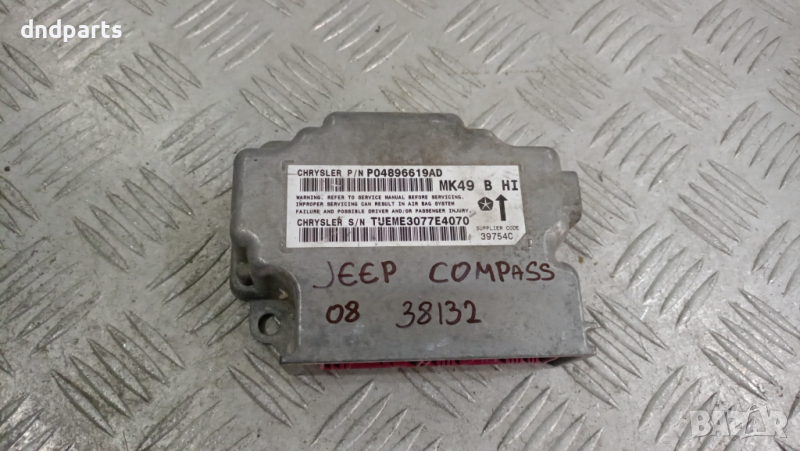 dndparts
CHRYSLER P/N P04896619AD
MK49 B HI
WARNING. REFER TO SERVICE MANUAL BEFORE SERVICING.
IMPROPER SERVICING CAN RESULT IN AIR BAG SYSTEM
FAILURE AND POSSIBLE DRIVER AND/OR PASSENGER INJURY.
CHRYSLER S/N TUEME3077E4070
SUPPLIER CODE
39754C
JEEP COMPASS
08 38132
BAZAR